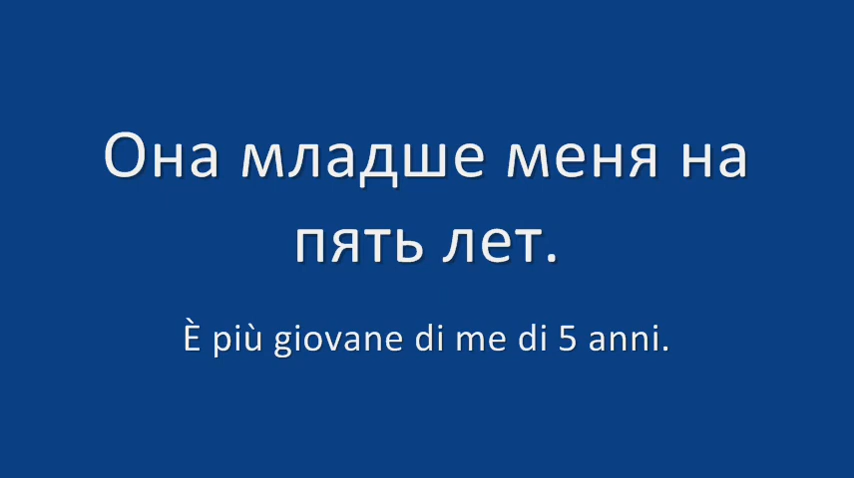 Она младше меня на
пять лет.
È più giovane di me di 5 anni.